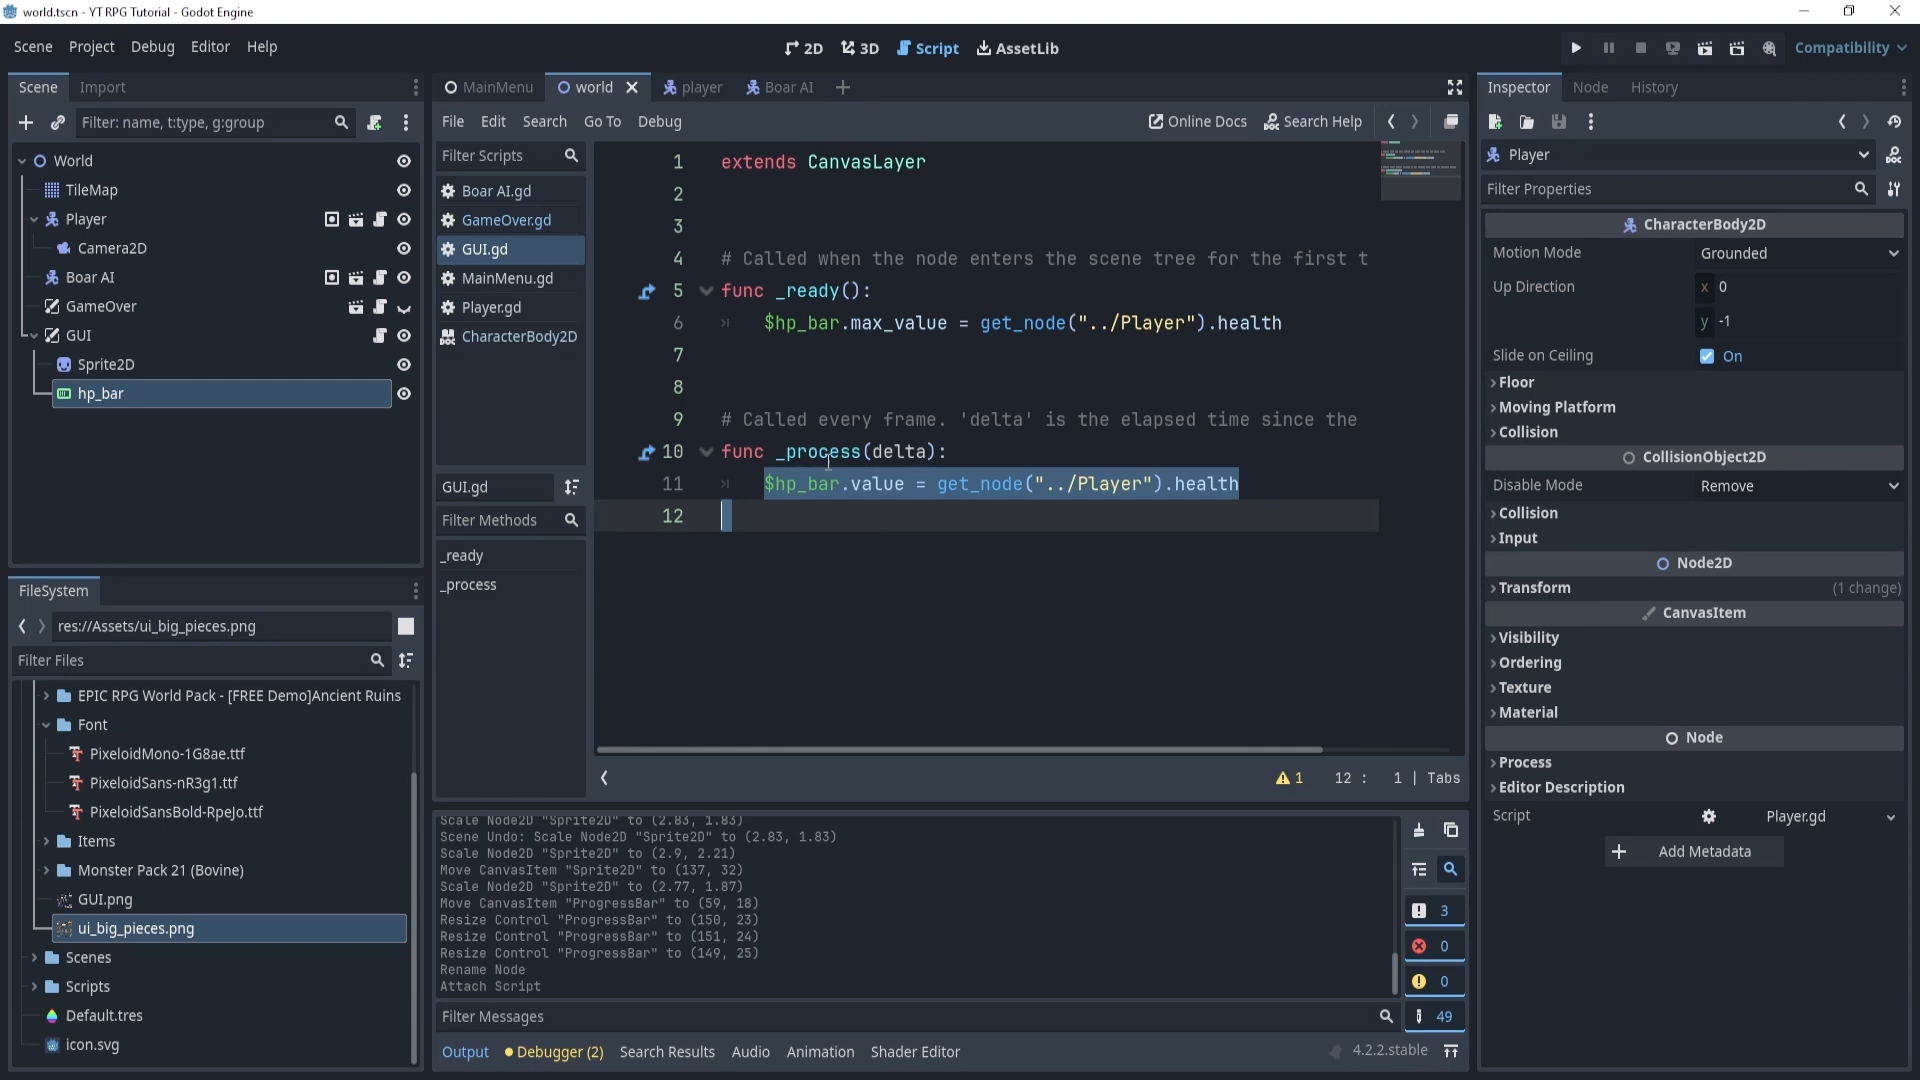 world.tscn - YT RPG Tutorial - Godot Engine
Scene Project Debug Editor Help
2D 3D Script AssetLib
Compatibility
Scene Import
Filter: name, t:type, g:group
World
TileMap
Player
Camera2D
Boar AI
GameOver
GUI
Sprite2D
hp_bar
FileSystem
res://Assets/ui_big_pieces.png
Filter Files
EPIC RPG World Pack - [FREE Demo]Ancient Ruins
Font
PixeloidMono-1G8ae.ttf
PixeloidSans-nR3g1.ttf
PixeloidSansBold-RpeJo.ttf
Items
Monster Pack 21 (Bovine)
GUI.png
ui_big_pieces.png
Scenes
Scripts
Default.tres
icon.svg
MainMenu world player Boar AI
File Edit Search Go To Debug
Online Docs Search Help
Filter Scripts
Boar AI.gd
GameOver.gd
GUI.gd
MainMenu.gd
Player.gd
CharacterBody2D
GUI.gd
Filter Methods
_ready
_process
1 extends CanvasLayer
2
3
4 # Called when the node enters the scene tree for the first t
5 func _ready():
6 $hp_bar.max_value = get_node("../Player").health
7
8
9 # Called every frame. 'delta' is the elapsed time since the
10 func _process(delta):
11 $hp_bar.value = get_node("../Player").health
12
1 12 : 1 | Tabs
Scale Node2D "Sprite2D" to (2.83, 1.83)
Scene Undo: Scale Node2D "Sprite2D" to (2.83, 1.83)
Scale Node2D "Sprite2D" to (2.9, 2.21)
Move CanvasItem "Sprite2D" to (137, 32)
Scale Node2D "Sprite2D" to (2.77, 1.87)
Move CanvasItem "ProgressBar" to (59, 18)
Resize Control "ProgressBar" to (150, 23)
Resize Control "ProgressBar" to (151, 24)
Resize Control "ProgressBar" to (149, 25)
Rename Node
Attach Script
3
0
0
49
Filter Messages
Output Debugger (2) Search Results Audio Animation Shader Editor
4.2.2.stable
Inspector Node History
Player
Filter Properties
CharacterBody2D
Motion Mode Grounded
Up Direction x 0
y -1
Slide on Ceiling On
Floor
Moving Platform
Collision
CollisionObject2D
Disable Mode Remove
Collision
Input
Node2D
Transform (1 change)
CanvasItem
Visibility
Ordering
Texture
Material
Node
Process
Editor Description
Script Player.gd
Add Metadata